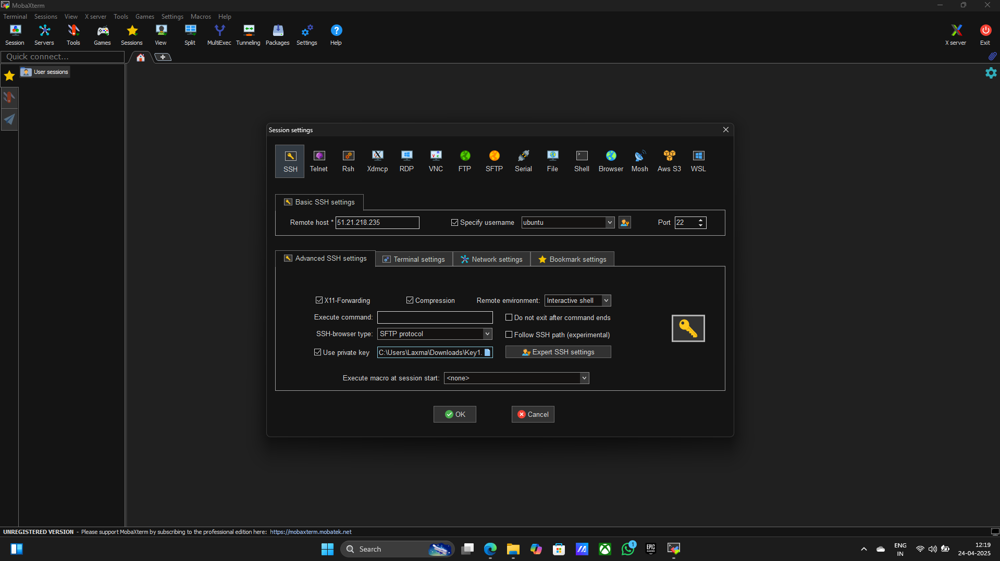 MobaXterm
Terminal Sessions View X server Tools Games Settings Macros Help
Session Servers Tools Games Sessions View Split MultiExec Tunneling Packages Settings Help X server Exit
Quick connect...
User sessions
Session settings
SSH Telnet Rsh Xdmcp RDP VNC FTP SFTP Serial File Shell Browser Mosh Aws S3 WSL
Basic SSH settings
Remote host * 51.21.218.235 Specify username ubuntu Port 22
Advanced SSH settings Terminal settings Network settings Bookmark settings
X11-Forwarding Compression Remote environment: Interactive shell
Execute command: Do not exit after command ends
SSH-browser type: SFTP protocol Follow SSH path (experimental)
Use private key C:\Users\Laxma\Downloads\Key1. Expert SSH settings
Execute macro at session start: <none>
OK Cancel
UNREGISTERED VERSION - Please support MobaXterm by subscribing to the professional edition here: https://mobaxterm.mobatek.net
Search 1 EPIC GAMES ENG 12:19
IN 24-04-2025